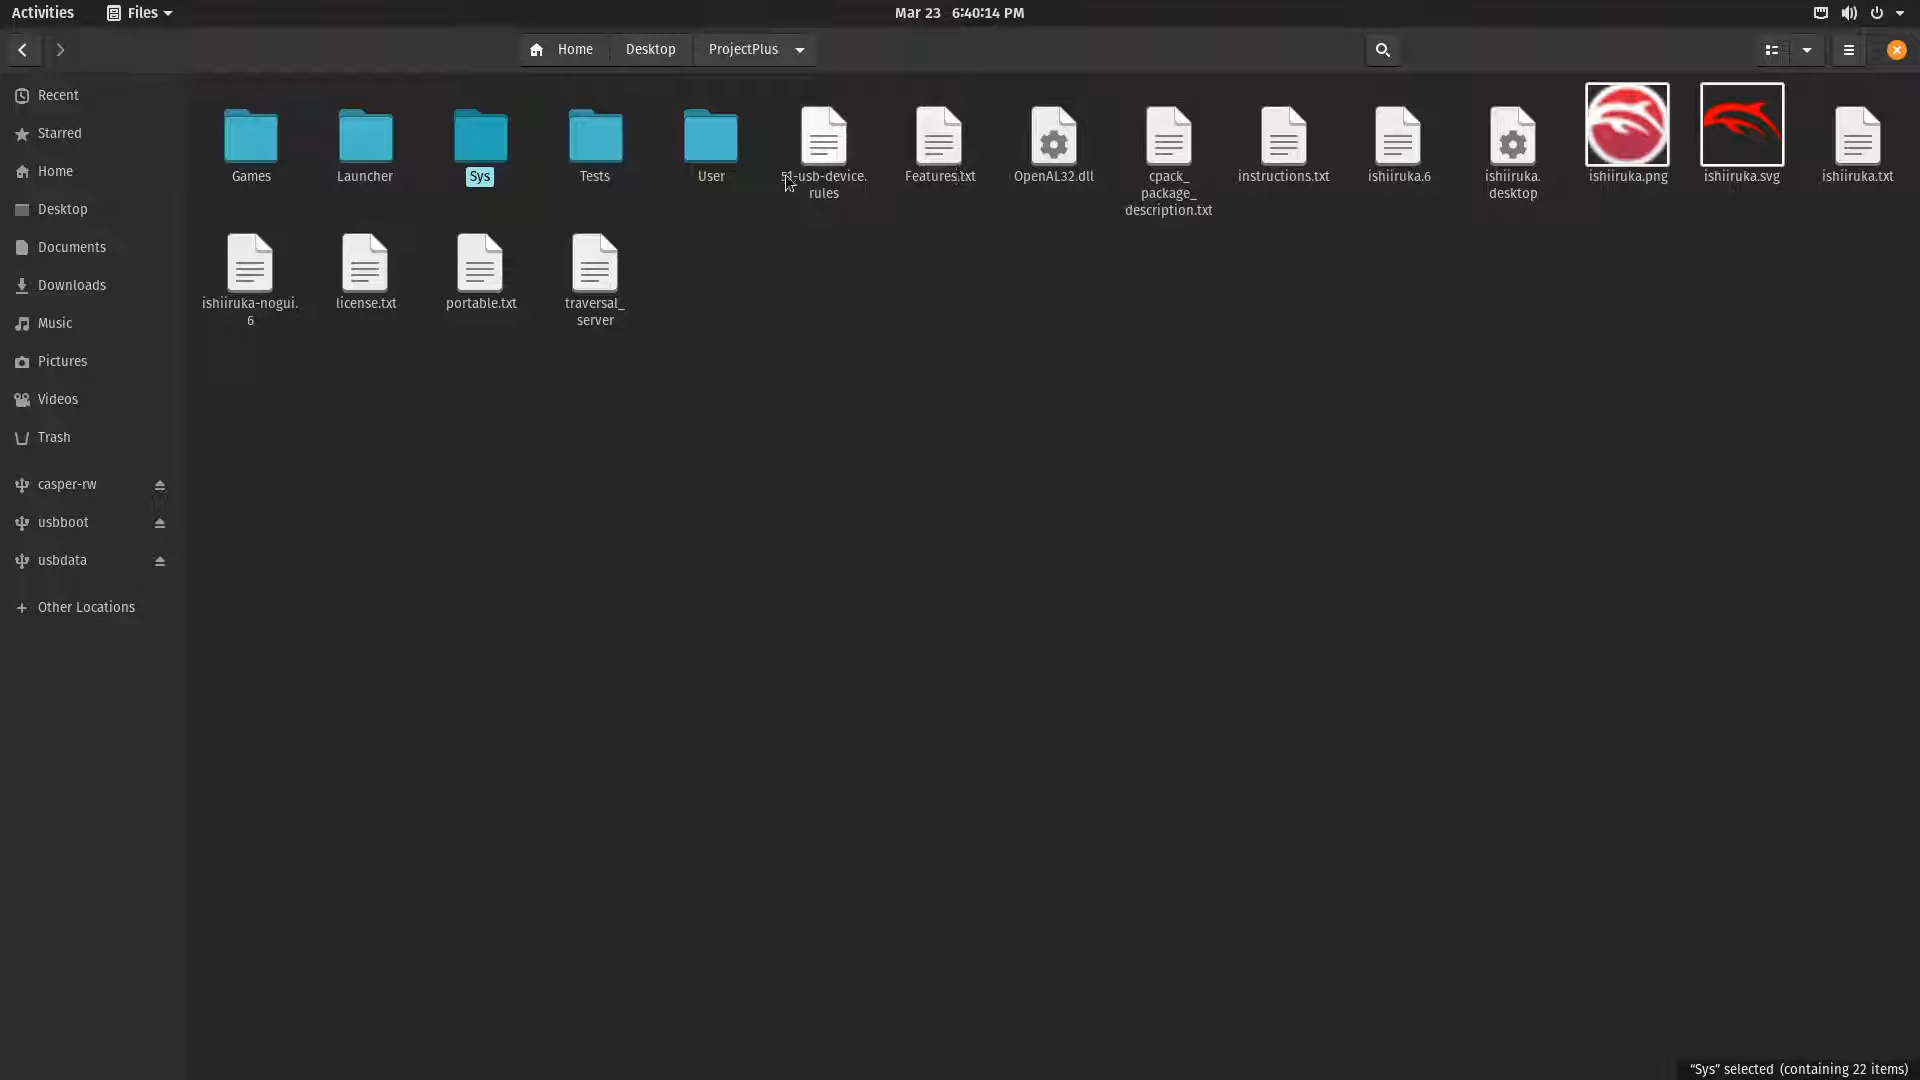 Activities
Files
Mar 23 6:40:14 PM
Home
Desktop
ProjectPlus
Recent
Starred
Home
Desktop
Documents
Downloads
Music
Pictures
Videos
Trash
casper-rw
usbboot
usbdata
Other Locations
Games
Launcher
Sys
Tests
User
51-usb-device.
rules
Features.txt
OpenAL32.dll
cpack_
package_
description.txt
instructions.txt
ishiiruka.6
ishiiruka.
desktop
ishiiruka.png
ishiiruka.svg
ishiiruka.txt
ishiiruka-nogui.
6
license.txt
portable.txt
traversal_
server
"Sys" selected (containing 22 items)